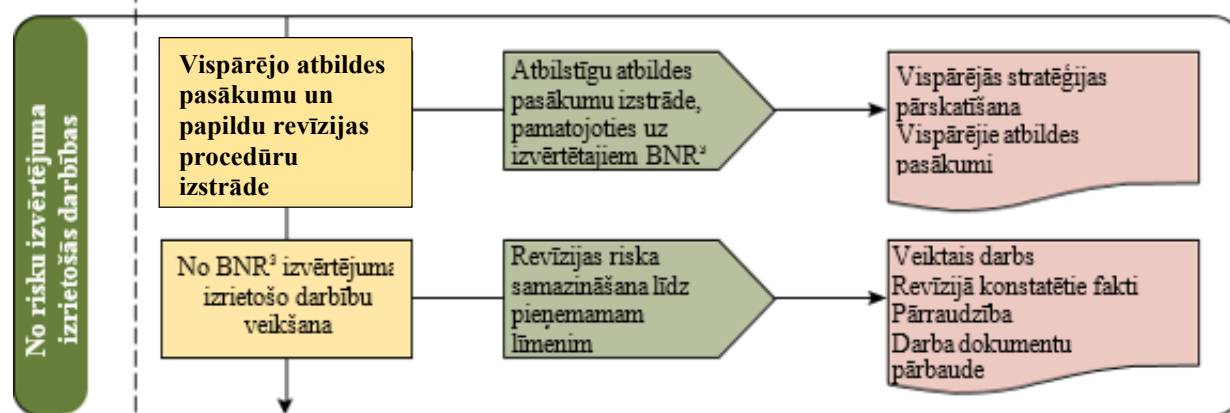 No risku izvērtējuma
izrietošās darbības
Vispārējo atbildes
pasākumu un
papildu revīzijas
procedūru
izstrāde
Atbilstīgu atbildes
pasākumu izstrāde,
pamatojoties uz
izvērtētajiem BNR³
Vispārējās stratēģijas
pārskatīšana
Vispārējie atbildes
pasākumi
No BNR³ izvērtējuma
izrietošo darbību
veikšana
Revīzijas riska
samazināšana līdz
pieņemamam
līmenim
Veiktais darbs
Revīzijā konstatētie fakti
Pārraudzība
Darba dokumentu
pārbaude